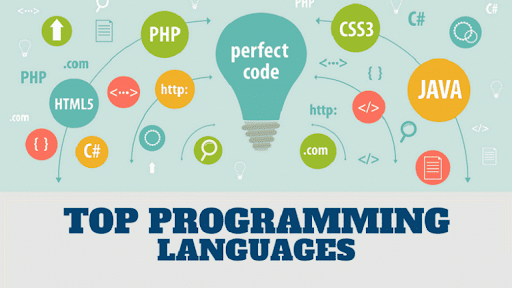 PHP
CSS3
C#
perfect
code
PHP
.com
HTML5
<···>
http:
<···>
{ }
JAVA
.com
http:
</>
{ }
C#
.com
</>
<···>
TOP PROGRAMMING
LANGUAGES